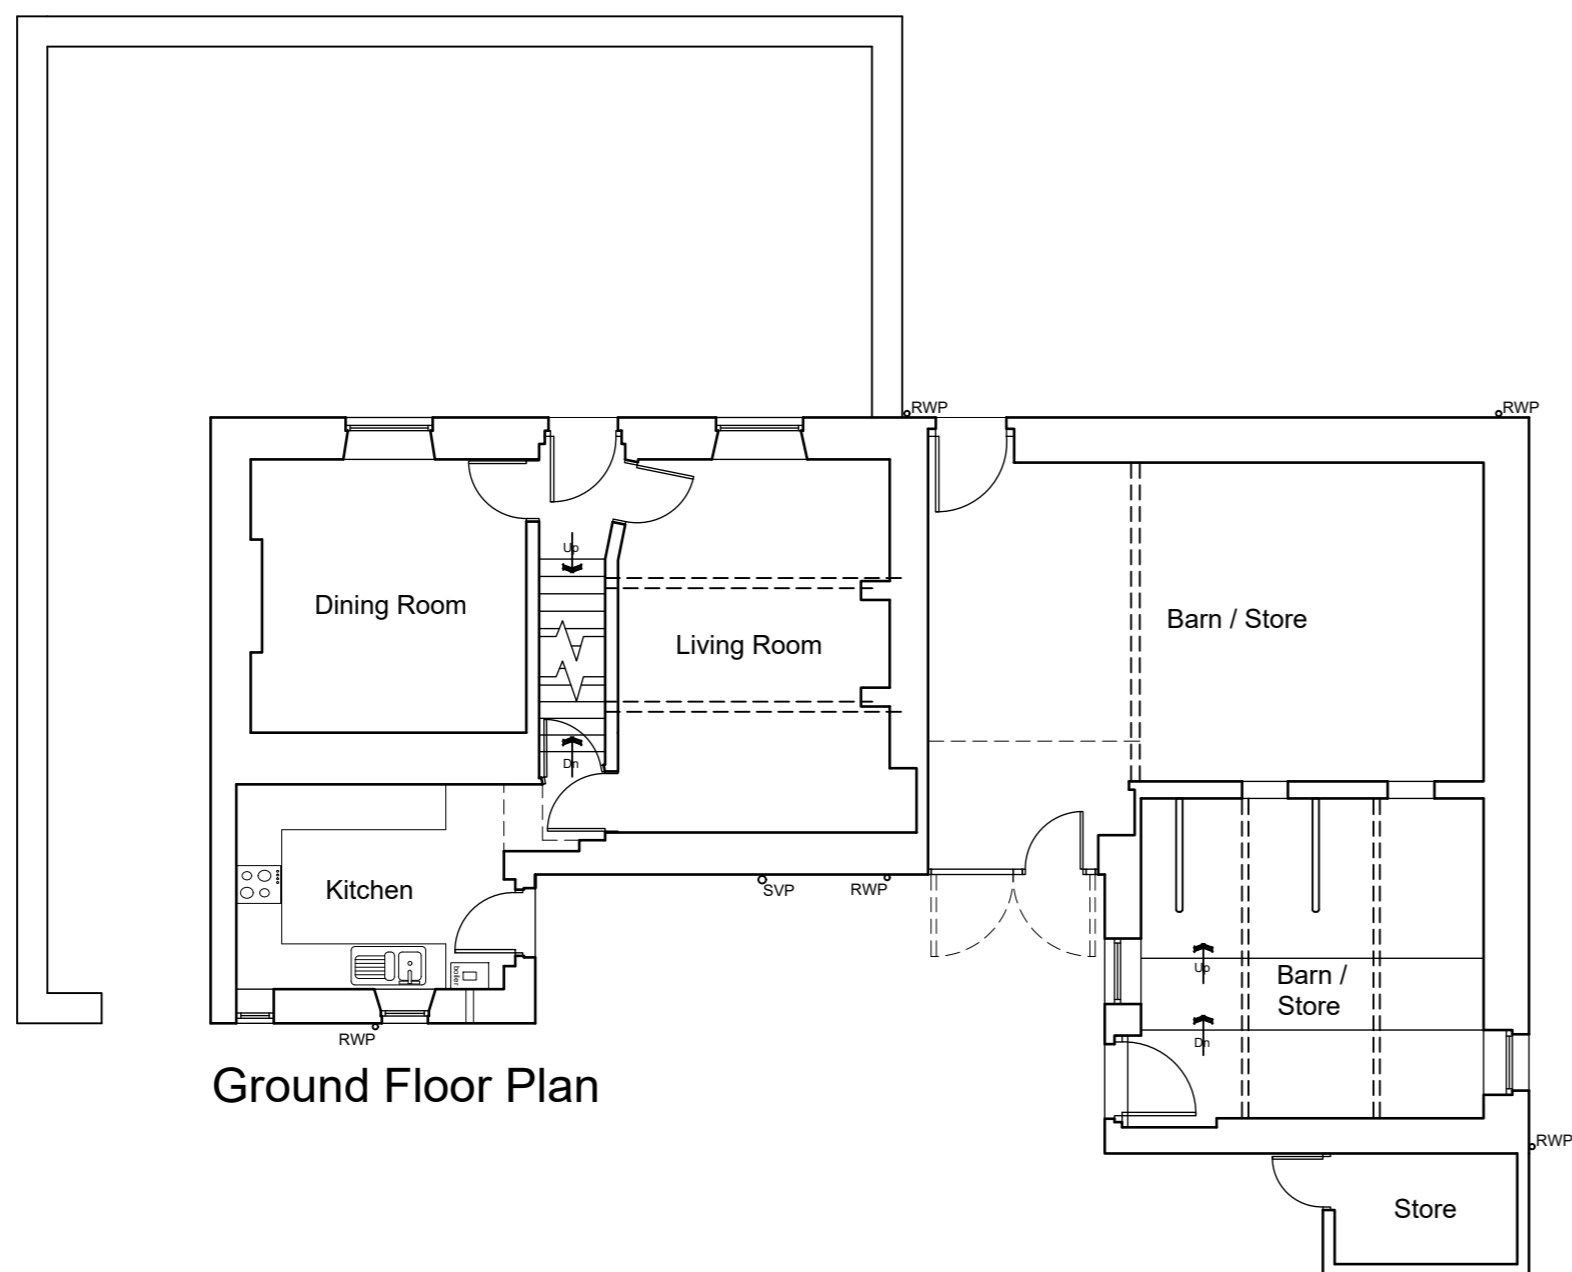 RWP
RWP
Up
Dining Room
Barn / Store
Living Room
Dn
Kitchen
SVP
RWP
boiler
Up
Barn /
Store
RWP
Dn
Ground Floor Plan
RWP
Store